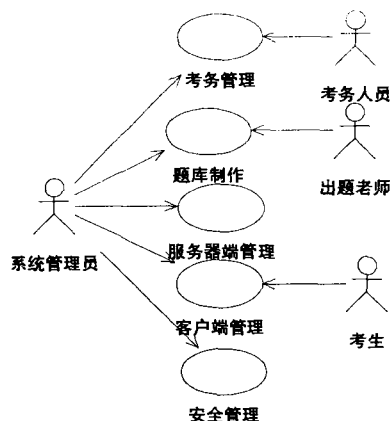 考务管理
考务人员
题库制作
出题老师
服务器端管理
系统管理员
客户端管理
考生
安全管理